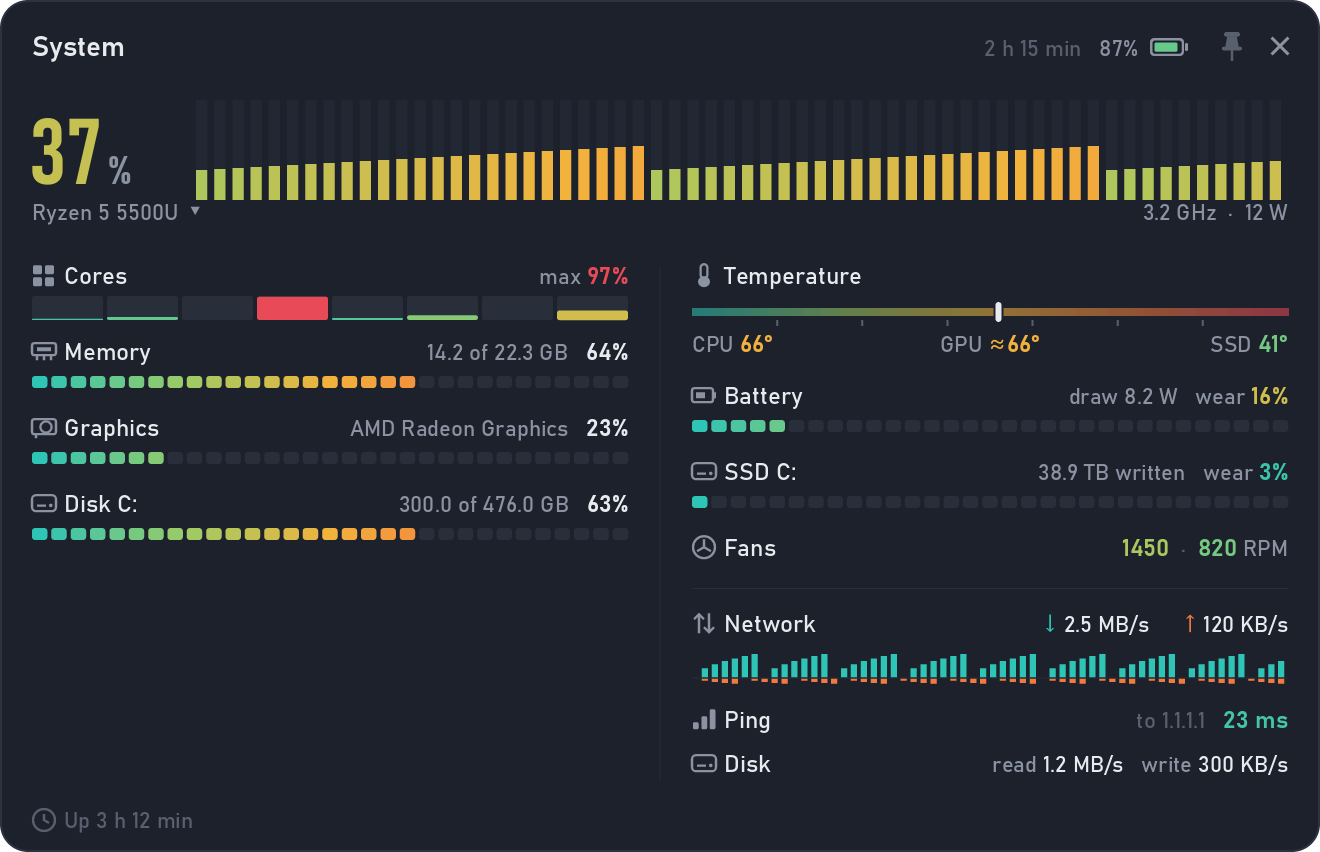 System
2 h 15 min 87%
37 %
Ryzen 5 5500U ▼
3.2 GHz · 12 W
Cores max 97%
Memory 14.2 of 22.3 GB 64%
Graphics AMD Radeon Graphics 23%
Disk C: 300.0 of 476.0 GB 63%
Temperature
CPU 66° GPU ≈66° SSD 41°
Battery draw 8.2 W wear 16%
SSD C: 38.9 TB written wear 3%
Fans 1450 · 820 RPM
Network ↓ 2.5 MB/s ↑ 120 KB/s
Ping to 1.1.1.1 23 ms
Disk read 1.2 MB/s write 300 KB/s
Up 3 h 12 min